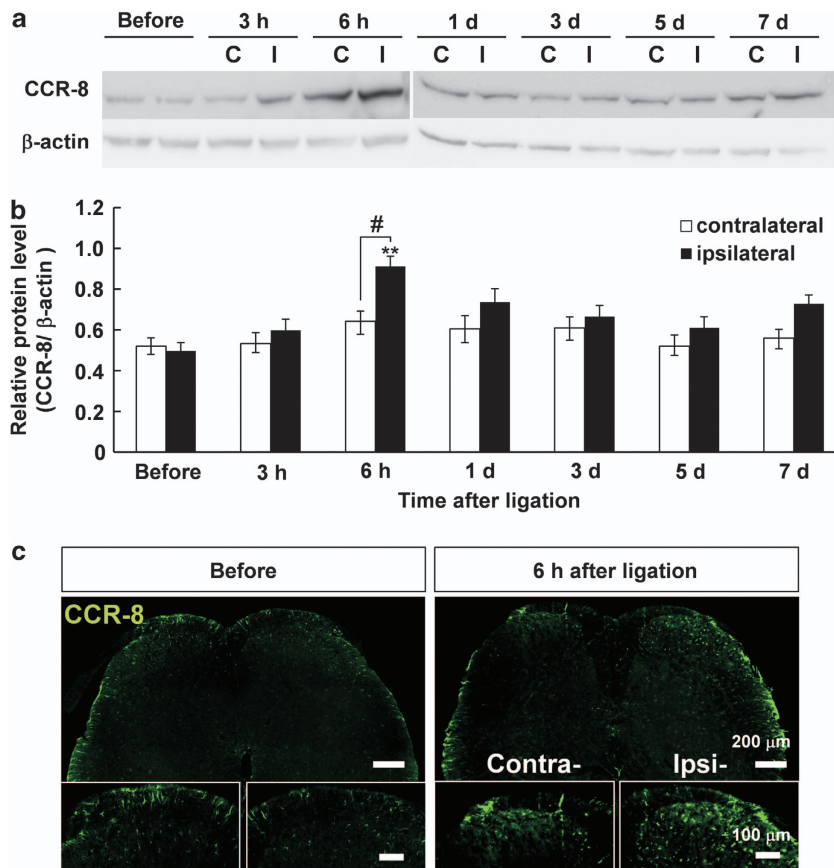 a
Before 3 h 6 h 1 d 3 d 5 d 7 d
C I C I C I C I C I C I
CCR-8
β-actin
b
Relative protein level
(CCR-8/ β-actin )
1.2
1.0
0.8
0.6
0.4
0.2
0
#
**
contralateral
ipsilateral
Before 3 h 6 h 1 d 3 d 5 d 7 d
Time after ligation
c
Before 6 h after ligation
CCR-8
200 μm
Contra- Ipsi-
100 μm